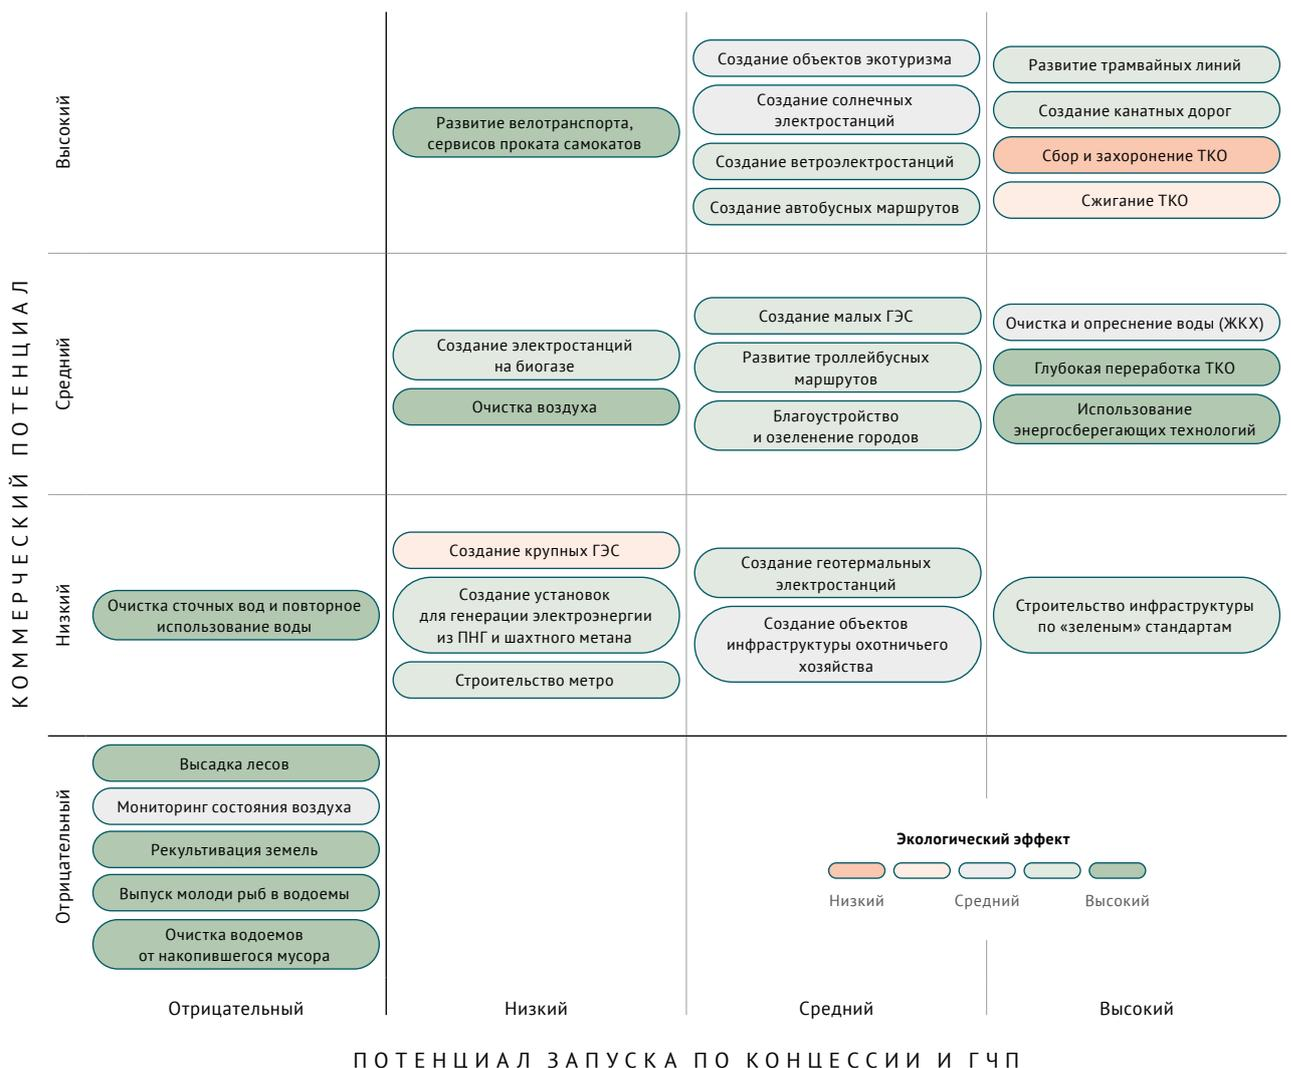 КОММЕРЧЕСКИЙ ПОТЕНЦИАЛ
Высокий
Развитие велотранспорта,
сервисов проката самокатов
Создание объектов экотуризма
Создание солнечных
электростанций
Создание ветроэлектростанций
Создание автобусных маршрутов
Развитие трамвайных линий
Создание канатных дорог
Сбор и захоронение ТКО
Сжигание ТКО
Средний
Создание электростанций
на биогазе
Очистка воздуха
Создание малых ГЭС
Развитие троллейбусных
маршрутов
Благоустройство
и озеленение городов
Очистка и опреснение воды (ЖКХ)
Глубокая переработка ТКО
Использование
энергосберегающих технологий
Низкий
Очистка сточных вод и повторное
использование воды
Создание крупных ГЭС
Создание установок
для генерации электроэнергии
из ПНГ и шахтного метана
Строительство метро
Создание геотермальных
электростанций
Создание объектов
инфраструктуры охотничьего
хозяйства
Строительство инфраструктуры
по «зеленым» стандартам
Отрицательный
Высадка лесов
Мониторинг состояния воздуха
Рекультивация земель
Выпуск молоди рыб в водоемы
Очистка водоемов
от накопившегося мусора
Экологический эффект
Низкий Средний Высокий
Отрицательный Низкий Средний Высокий
ПОТЕНЦИАЛ ЗАПУСКА ПО КОНЦЕССИИ И ГЧП